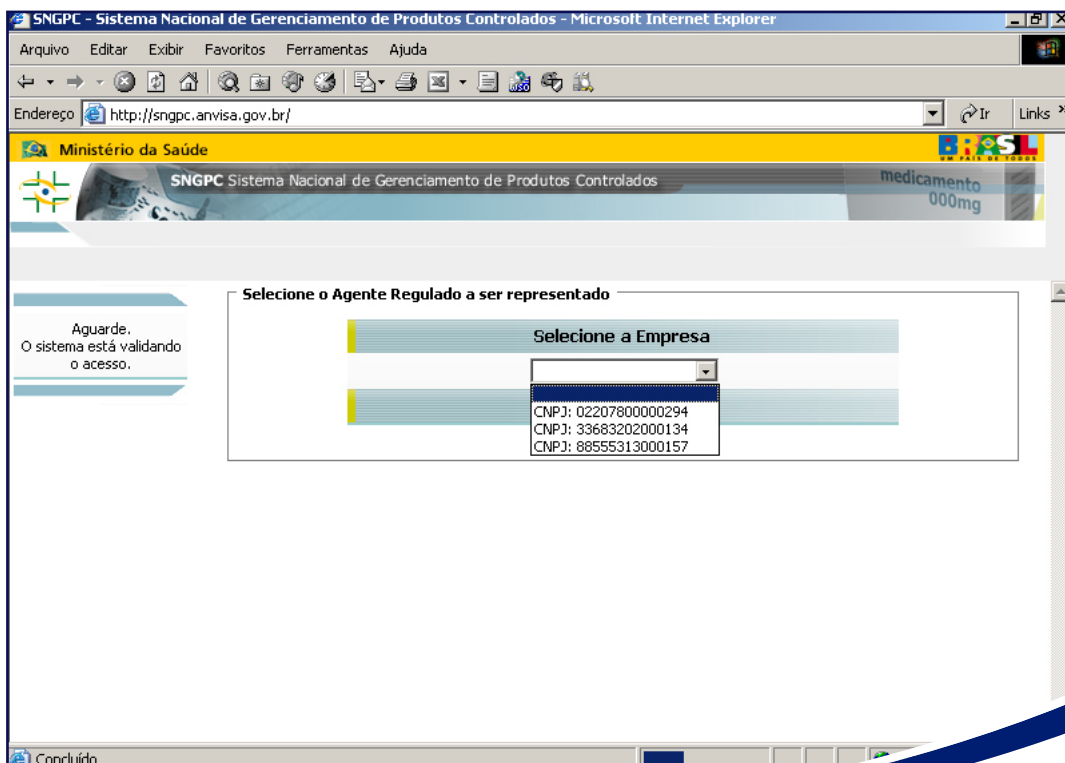 SNGPC - Sistema Nacional de Gerenciamento de Produtos Controlados - Microsoft Internet Explorer
Arquivo Editar Exibir Favoritos Ferramentas Ajuda
Endereço http://sngpc.anvisa.gov.br/ Ir Links »
Ministério da Saúde
BRASIL
UM PAÍS DE TODOS
SNGPC Sistema Nacional de Gerenciamento de Produtos Controlados
medicamento
000mg
Selecione o Agente Regulado a ser representado
Aguarde.
O sistema está validando
o acesso.
Selecione a Empresa
CNPJ: 02207800000294
CNPJ: 33683202000134
CNPJ: 88555313000157
Concluído